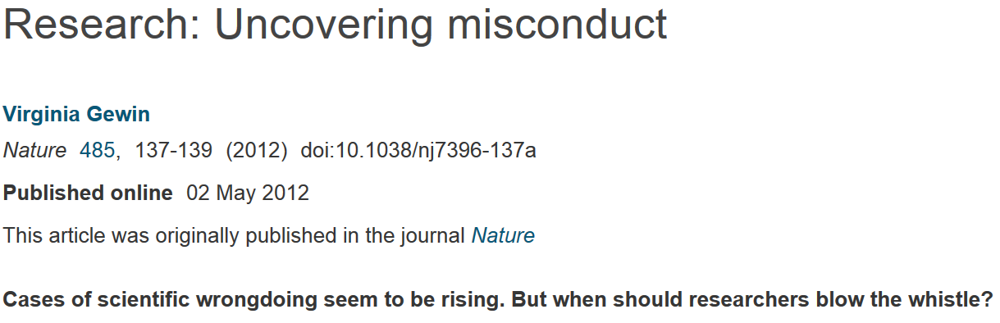 Research: Uncovering misconduct
Virginia Gewin
Nature 485, 137-139 (2012) doi:10.1038/nj7396-137a
Published online 02 May 2012
This article was originally published in the journal Nature
Cases of scientific wrongdoing seem to be rising. But when should researchers blow the whistle?